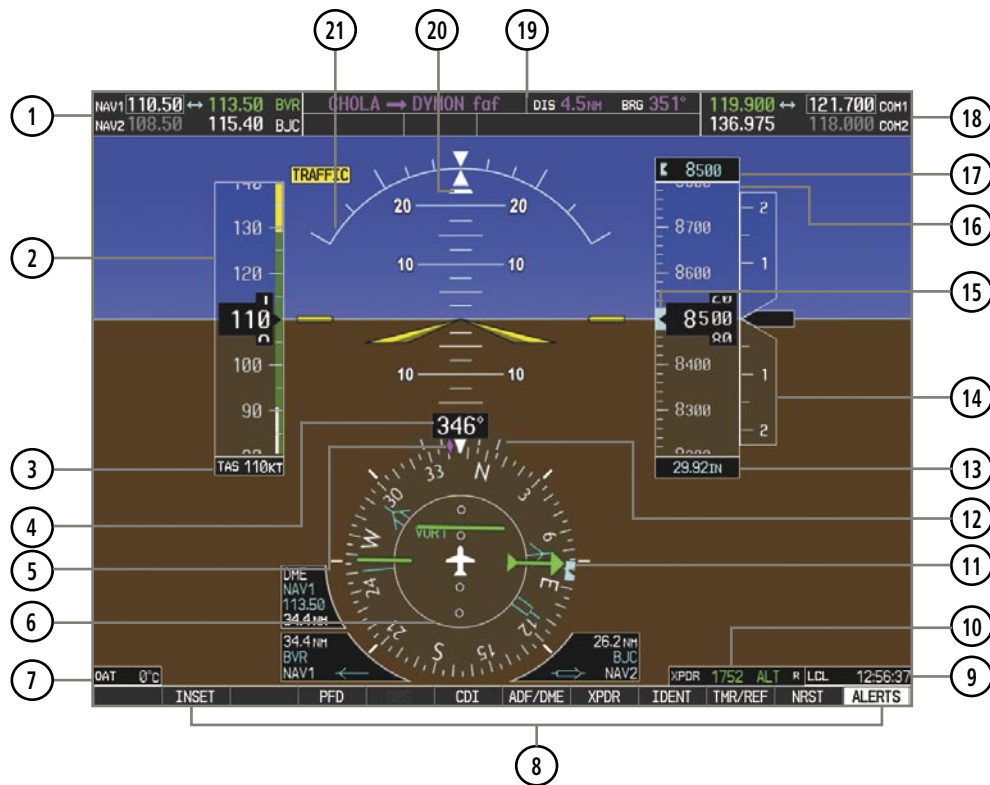 21 20 19
1 18
NAV1 110.50 ↔ 113.50 BVR CHOLA → DYMON faf DIS 4.5NM BRG 351° 119.900 ↔ 121.700 COM1
NAV2 108.50 115.40 BJC 136.975 118.000 COM2
TRAFFIC
8500
17
16
20 20
2
130
8700
120
10 10
8600
1
15
110
8500
100
10 10
8400
1
14
90
8300
2
346°
TAS 110KT
29.92IN
3
13
4
12
5
11
6
N 3 6 E 12 15 S 21 24 W 30 33
VOR1
DME
NAV1
113.50
34.4NM
34.4NM
BVR
NAV1
26.2NM
BJC
NAV2
10
7
9
OAT 0°C
XPDR 1752 ALT R LCL 12:56:37
INSET PFD OBS CDI ADF/DME XPDR IDENT TMR/REF NRST ALERTS
8